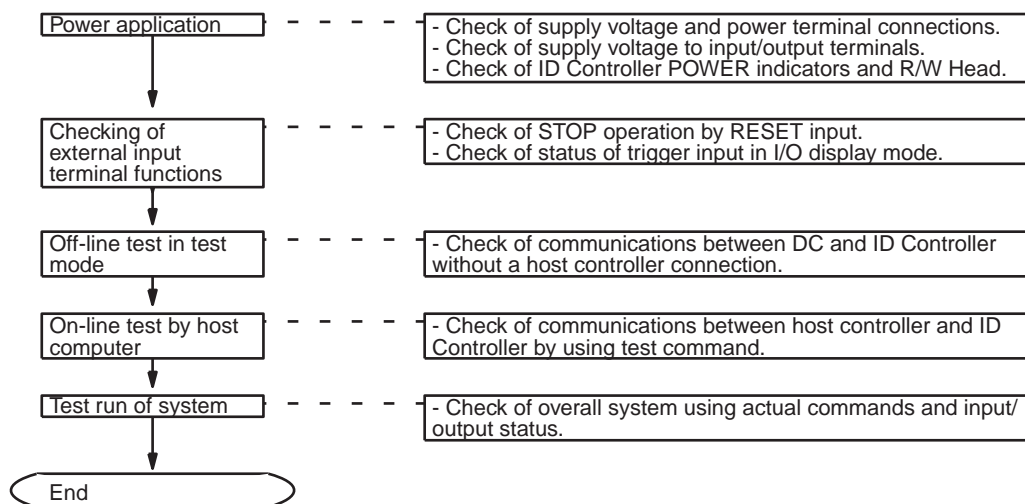 Power application
- Check of supply voltage and power terminal connections.
- Check of supply voltage to input/output terminals.
- Check of ID Controller POWER indicators and R/W Head.
Checking of
external input
terminal functions
- Check of STOP operation by RESET input.
- Check of status of trigger input in I/O display mode.
Off-line test in test
mode
- Check of communications between DC and ID Controller
without a host controller connection.
On-line test by host
computer
- Check of communications between host controller and ID
Controller by using test command.
Test run of system
- Check of overall system using actual commands and input/
output status.
End